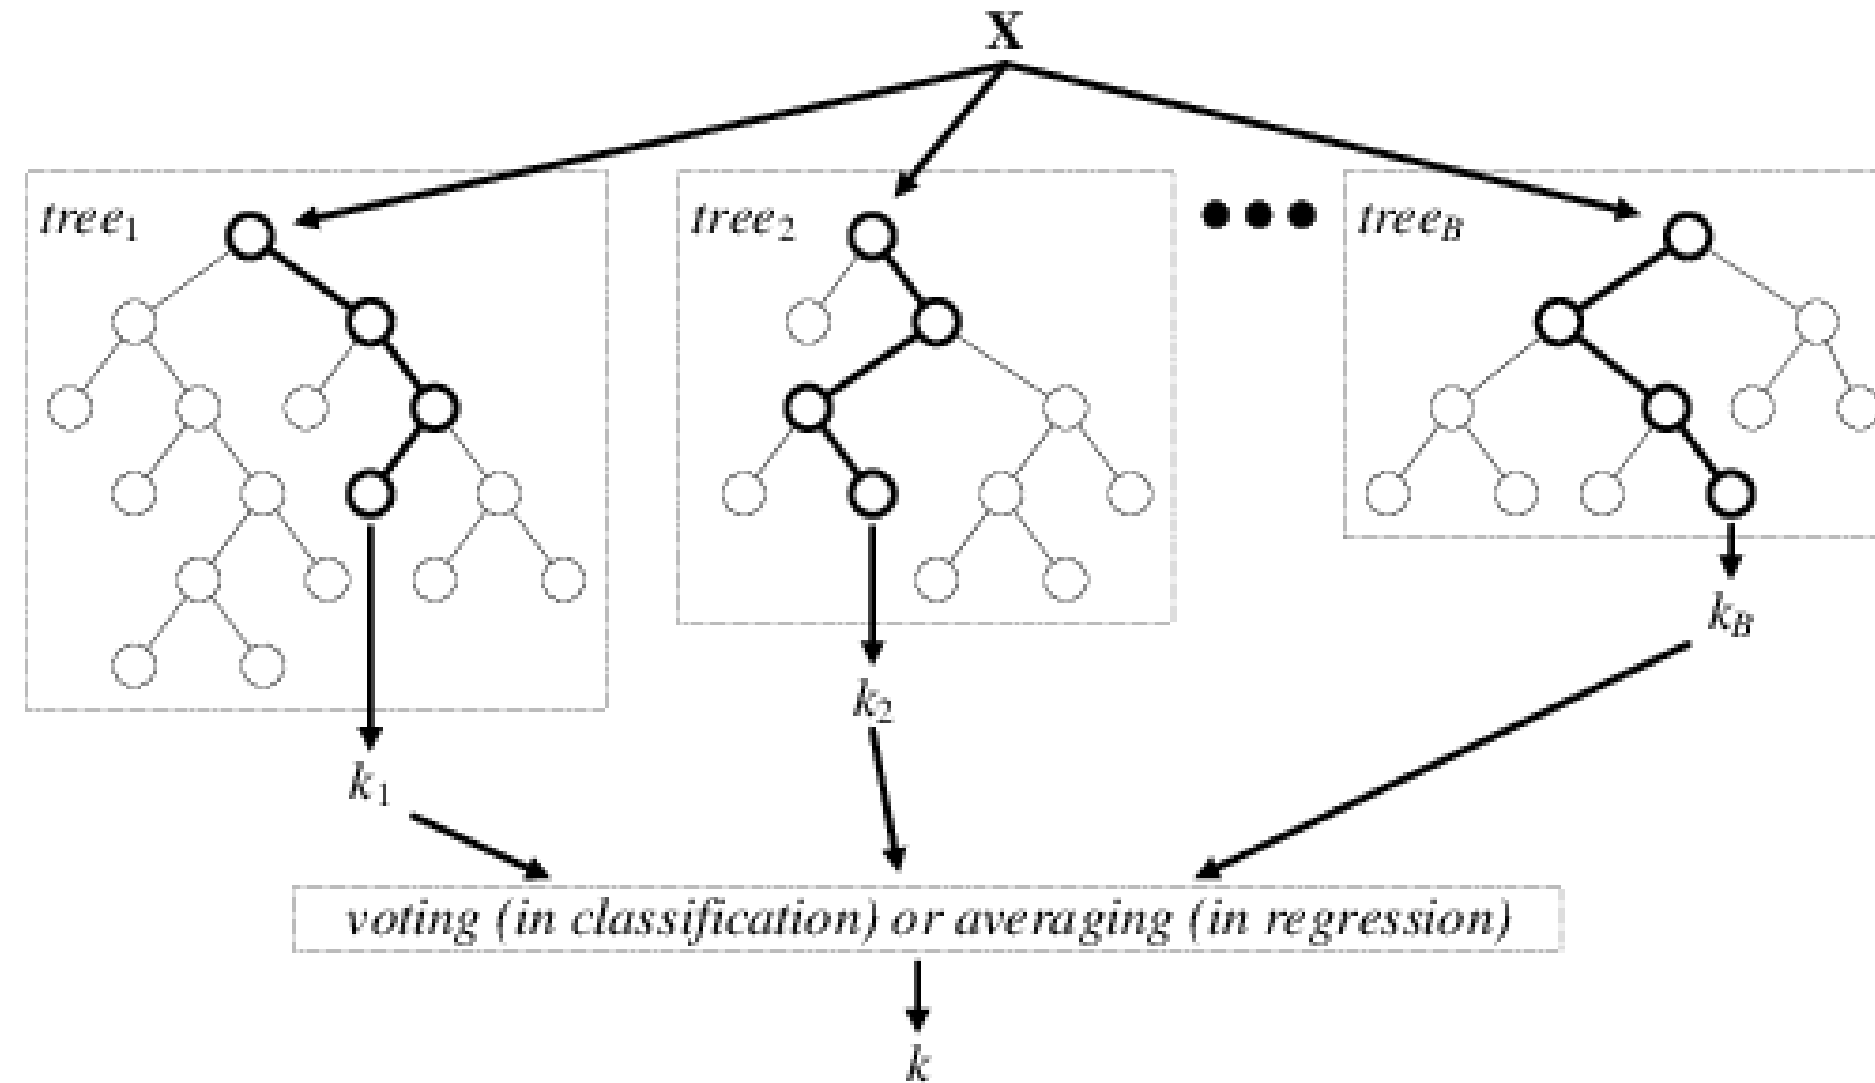 X
tree₁
tree₂
tree_B
k_B
k₂
k₁
voting (in classification) or averaging (in regression)
k